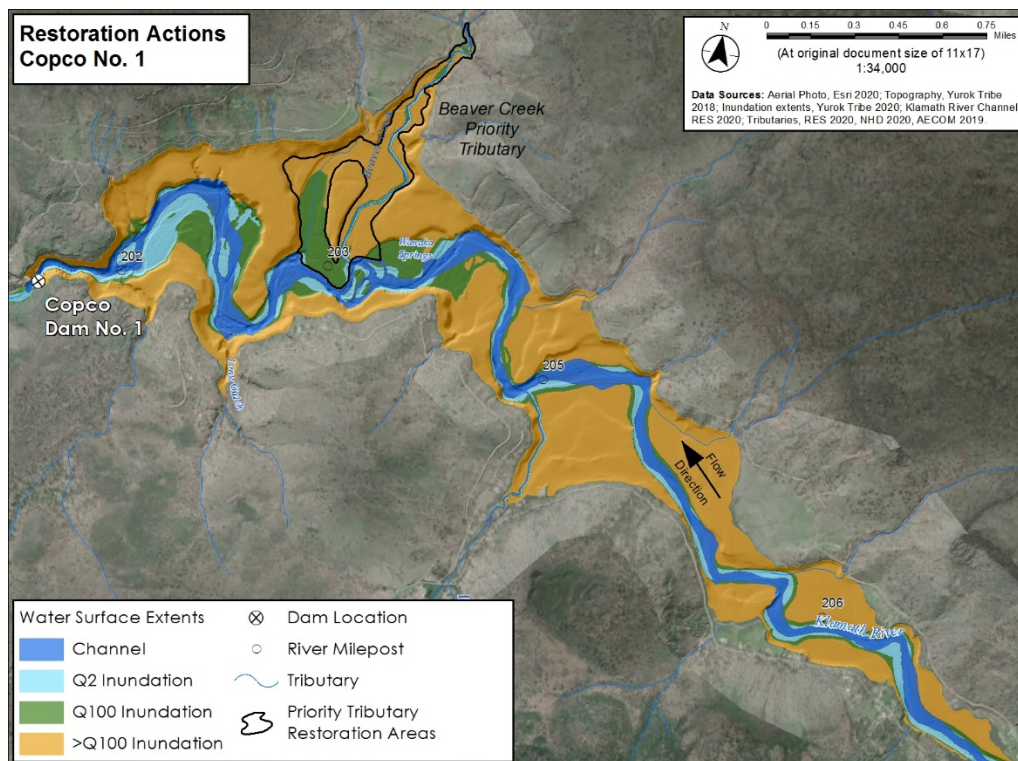 Restoration Actions
Copco No. 1
N
0 0.15 0.3 0.45 0.6 0.75
Miles
(At original document size of 11x17)
1:34,000
Data Sources: Aerial Photo, Esri 2020; Topography, Yurok Tribe
2018; Inundation extents, Yurok Tribe 2020; Klamath River Channel
RES 2020; Tributaries, RES 2020, NHD 2020, AECOM 2019.
Beaver Creek
Priority
Tributary
Beaver
Wanaka
Springs
203
202
Copco
Dam No. 1
205
Flow
Direction
206
Klamath River
Water Surface Extents
Channel
Q2 Inundation
Q100 Inundation
>Q100 Inundation
Dam Location
River Milepost
Tributary
Priority Tributary
Restoration Areas